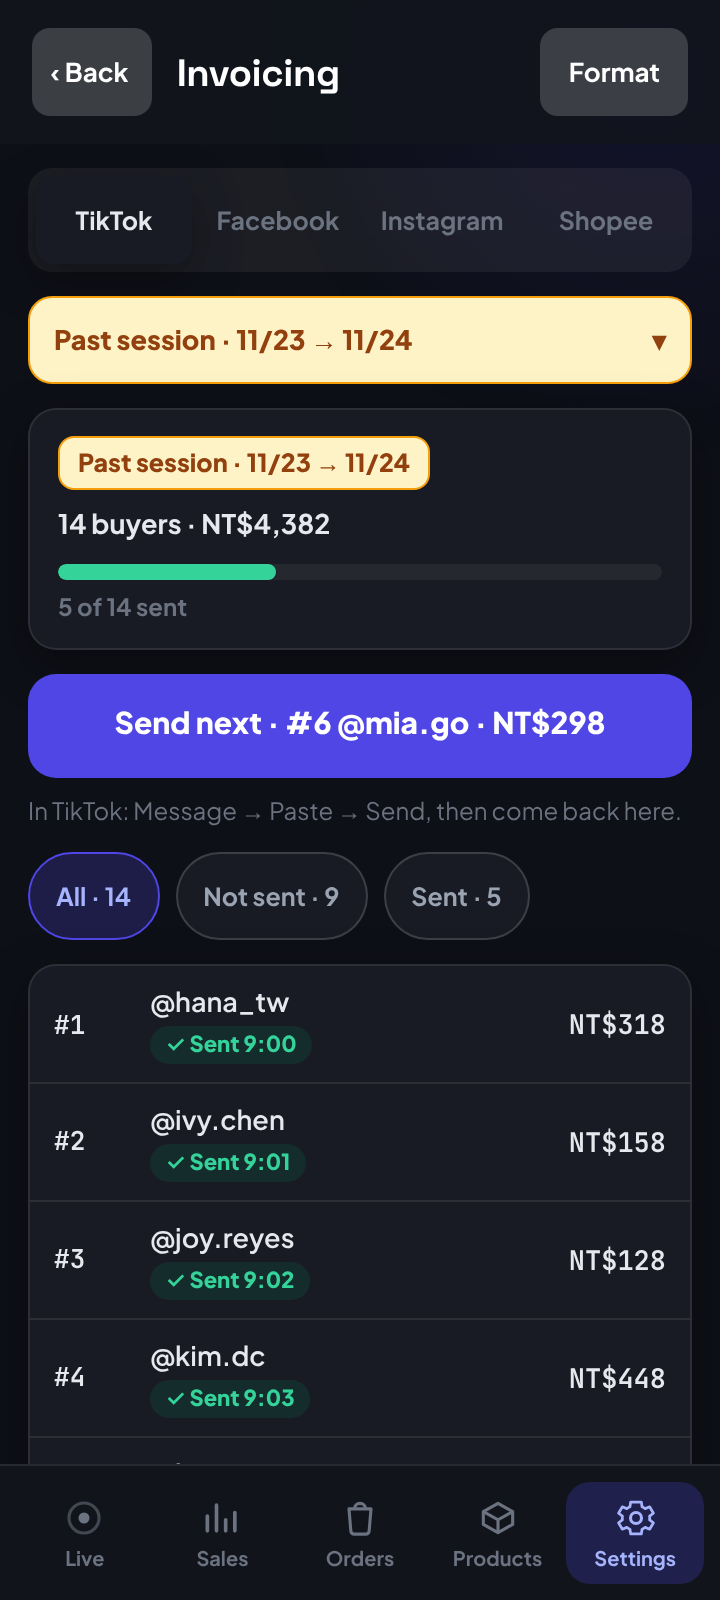 ‹ Back
Invoicing
Format
TikTok
Facebook
Instagram
Shopee
Past session · 11/23 → 11/24
▼
Past session · 11/23 → 11/24
14 buyers · NT$4,382
5 of 14 sent
Send next · #6 @mia.go · NT$298
In TikTok: Message → Paste → Send, then come back here.
All · 14
Not sent · 9
Sent · 5
#1
@hana_tw
✓ Sent 9:00
NT$318
#2
@ivy.chen
✓ Sent 9:01
NT$158
#3
@joy.reyes
✓ Sent 9:02
NT$128
#4
@kim.dc
✓ Sent 9:03
NT$448
Live
Sales
Orders
Products
Settings